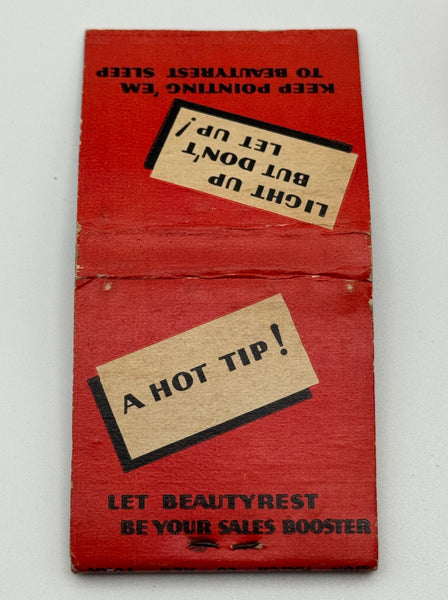 KEEP POINTING 'EM
TO BEAUTYREST SLEEP
LIGHT UP
BUT DON'T
LET UP!
A HOT TIP!
LET BEAUTYREST
BE YOUR SALES BOOSTER